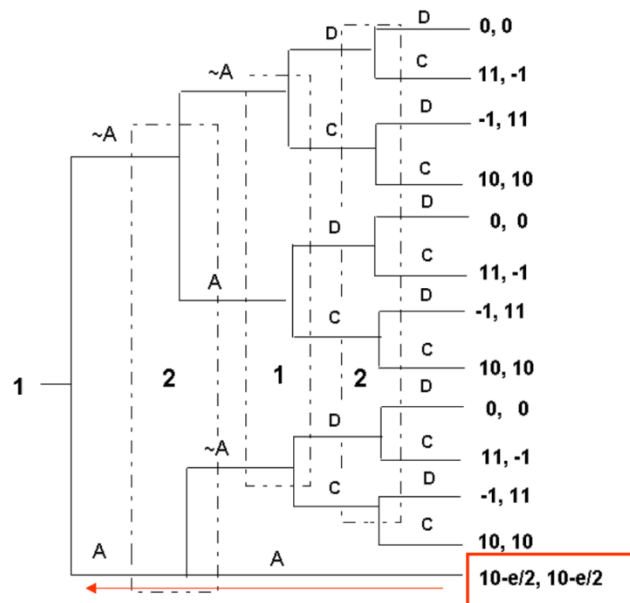 D 0, 0
~A C 11, -1
D -1, 11
~A C
C 10, 10
D 0, 0
D
A C 11, -1
D -1, 11
C
1 2 1 2 C 10, 10
D 0, 0
D
~A C 11, -1
C D -1, 11
C 10, 10
A A
10-e/2, 10-e/2